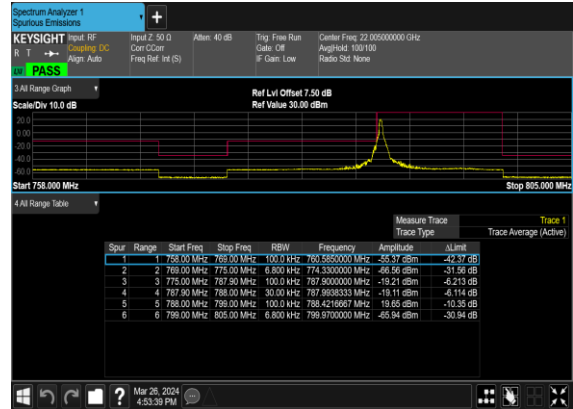 Spectrum Analyzer 1
Spurious Emissions
KEYSIGHT Input: RF Input Z: 50 Ω Atten: 40 dB Trig: Free Run Center Freq: 22.005000000 GHz
R T Coupling: DC Corr CCorr Gate: Off Avg|Hold: 100/100
Align: Auto Freq Ref: Int (S) IF Gain: Low Radio Std: None
PASS
3 All Range Graph
Ref Lvl Offset 7.50 dB
Scale/Div 10.0 dB Ref Value 30.00 dBm
20.0
0.00
-20.0
-40.0
-60.0
Start 758.000 MHz Stop 805.000 MHz
4 All Range Table
Measure Trace Trace 1
Trace Type Trace Average (Active)
Spur Range Start Freq Stop Freq RBW Frequency Amplitude ΔLimit
1 1 758.00 MHz 769.00 MHz 100.0 kHz 760.5850000 MHz -55.37 dBm -42.37 dB
2 2 769.00 MHz 775.00 MHz 6.800 kHz 774.3300000 MHz -66.56 dBm -31.56 dB
3 3 775.00 MHz 787.90 MHz 100.0 kHz 787.9000000 MHz -19.21 dBm -6.213 dB
4 4 787.90 MHz 788.00 MHz 30.00 kHz 787.9938333 MHz -19.11 dBm -6.114 dB
5 5 788.00 MHz 799.00 MHz 100.0 kHz 788.4216667 MHz 19.65 dBm -10.35 dB
6 6 799.00 MHz 805.00 MHz 6.800 kHz 799.9700000 MHz -65.94 dBm -30.94 dB
? Mar 26, 2024
4:53:39 PM